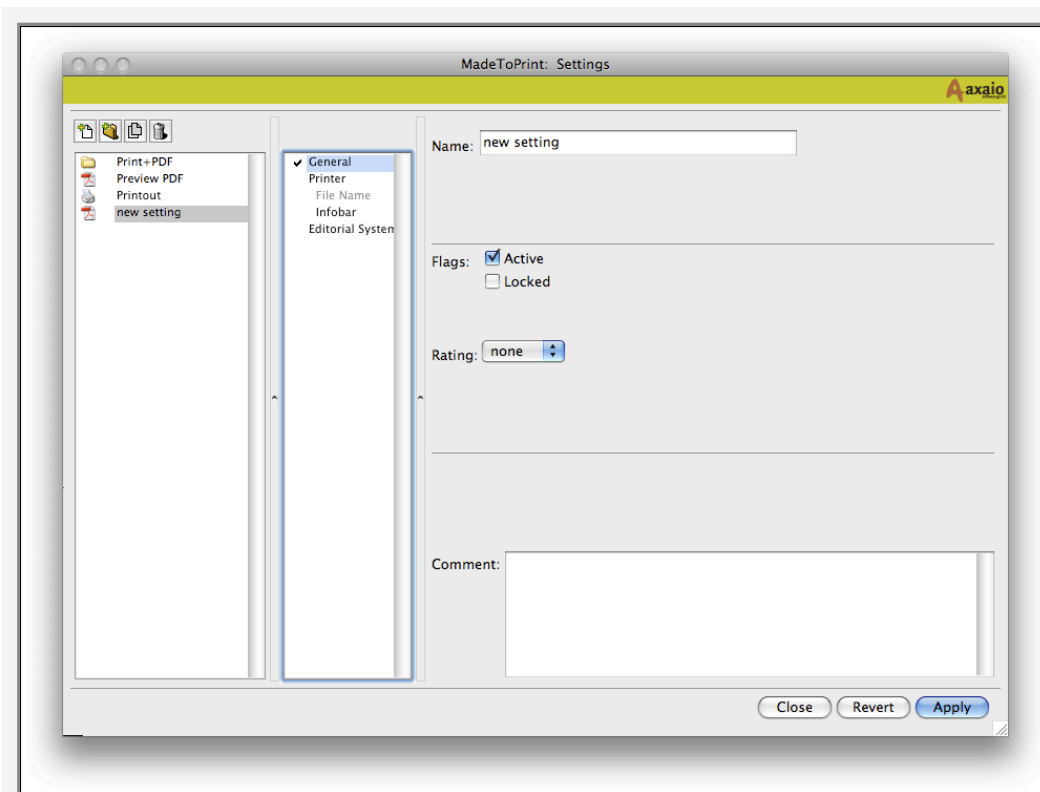 MadeToPrint: Settings
axaio
Print+PDF
Preview PDF
Printout
new setting
General
Printer
File Name
Infobar
Editorial System
Name: new setting
Flags: Active
Locked
Rating: none
Comment:
Close Revert Apply